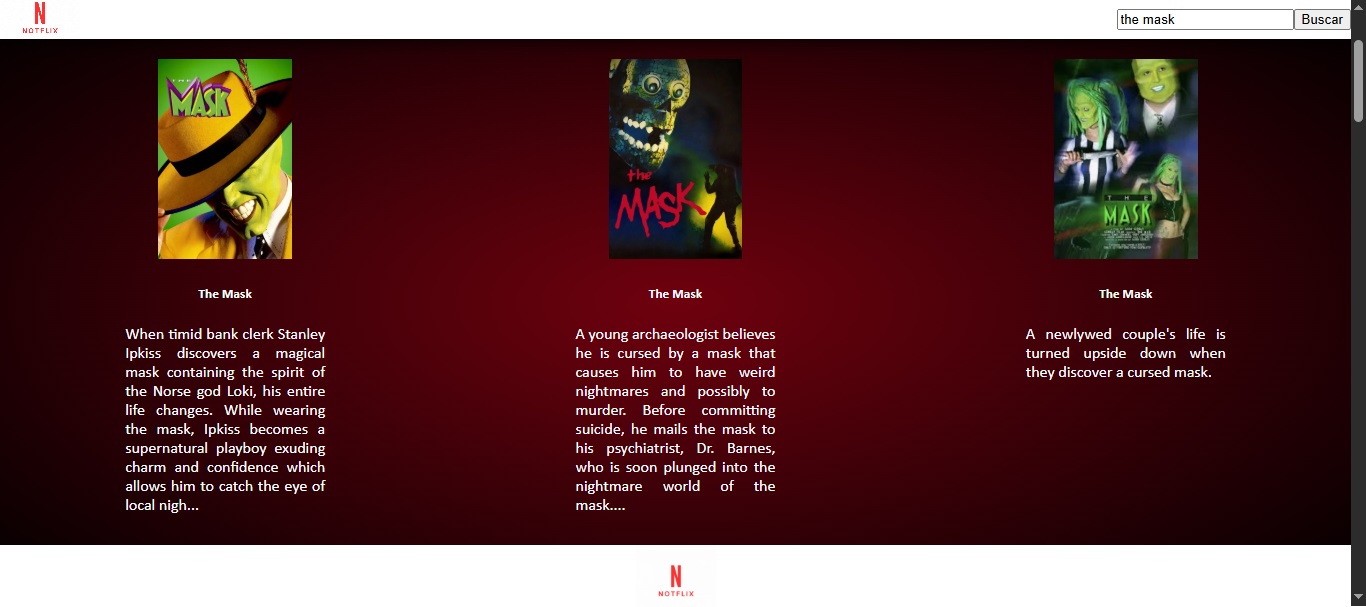 N
NOTFLIX
the mask
Buscar
THE
MASK
the
MASK
THE
MASK
The Mask
The Mask
The Mask
When timid bank clerk Stanley
Ipkiss discovers a magical
mask containing the spirit of
the Norse god Loki, his entire
life changes. While wearing
the mask, Ipkiss becomes a
supernatural playboy exuding
charm and confidence which
allows him to catch the eye of
local nigh...
A young archaeologist believes
he is cursed by a mask that
causes him to have weird
nightmares and possibly to
murder. Before committing
suicide, he mails the mask to
his psychiatrist, Dr. Barnes,
who is soon plunged into the
nightmare world of the
mask....
A newlywed couple's life is
turned upside down when
they discover a cursed mask.
N
NOTFLIX